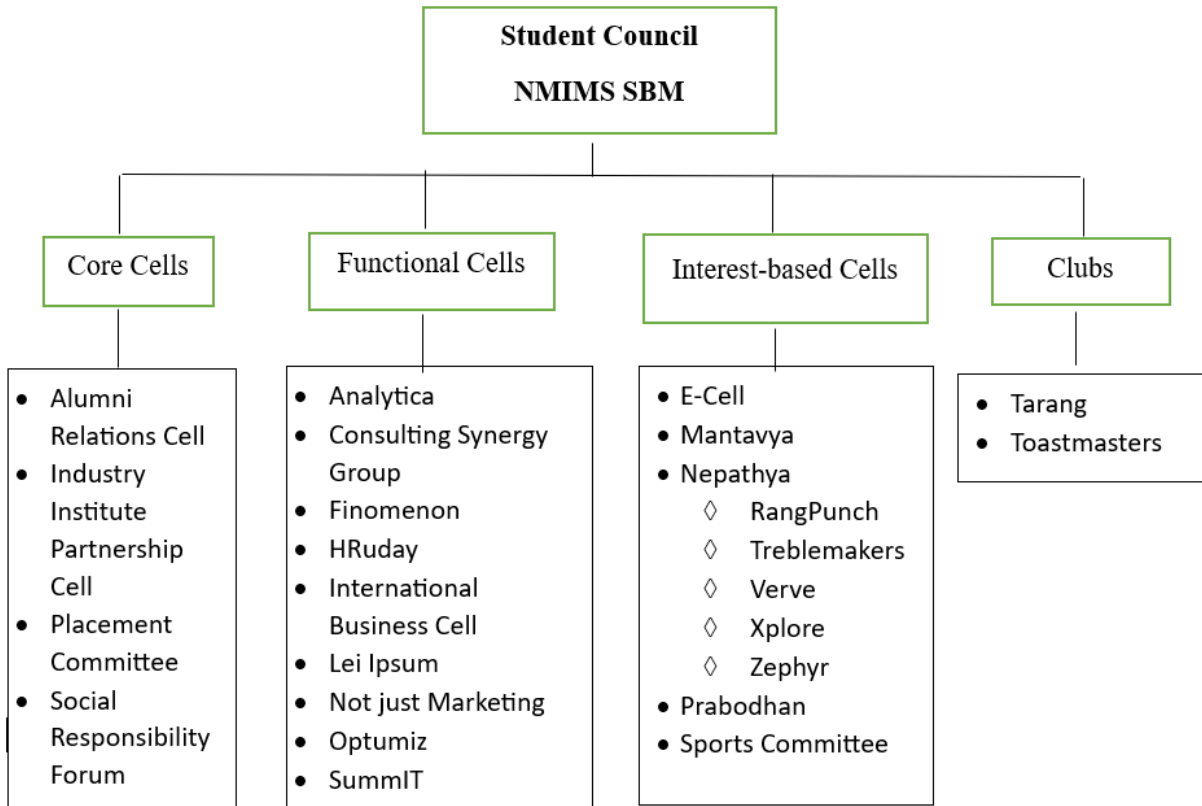 Student Council
NMIMS SBM
Core Cells
Functional Cells
Interest-based Cells
Clubs
• Alumni
Relations Cell
• Industry
Institute
Partnership
Cell
• Placement
Committee
• Social
Responsibility
Forum
• Analytica
• Consulting Synergy
Group
• Finomenon
• HRuday
• International
Business Cell
• Lei Ipsum
• Not just Marketing
• Optumiz
• SummIT
• E-Cell
• Mantavya
• Nepathya
◊ RangPunch
◊ Treblemakers
◊ Verve
◊ Xplore
◊ Zephyr
• Prabodhan
• Sports Committee
• Tarang
• Toastmasters